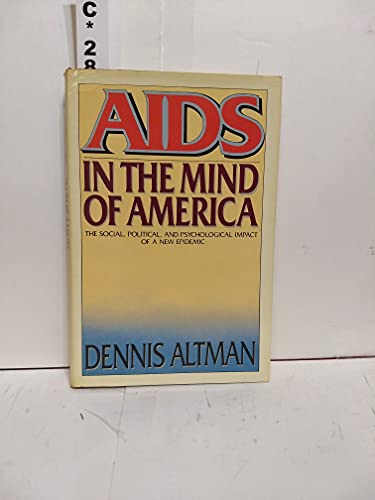 C*28
AIDS
IN THE MIND
OF AMERICA
THE SOCIAL, POLITICAL, AND PSYCHOLOGICAL IMPACT
OF A NEW EPIDEMIC
DENNIS ALTMAN